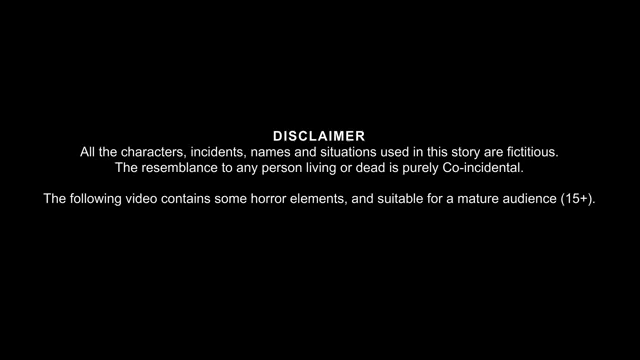 DISCLAIMER
All the characters, incidents, names and situations used in this story are fictitious.
The resemblance to any person living or dead is purely Co-incidental.
The following video contains some horror elements, and suitable for a mature audience (15+).